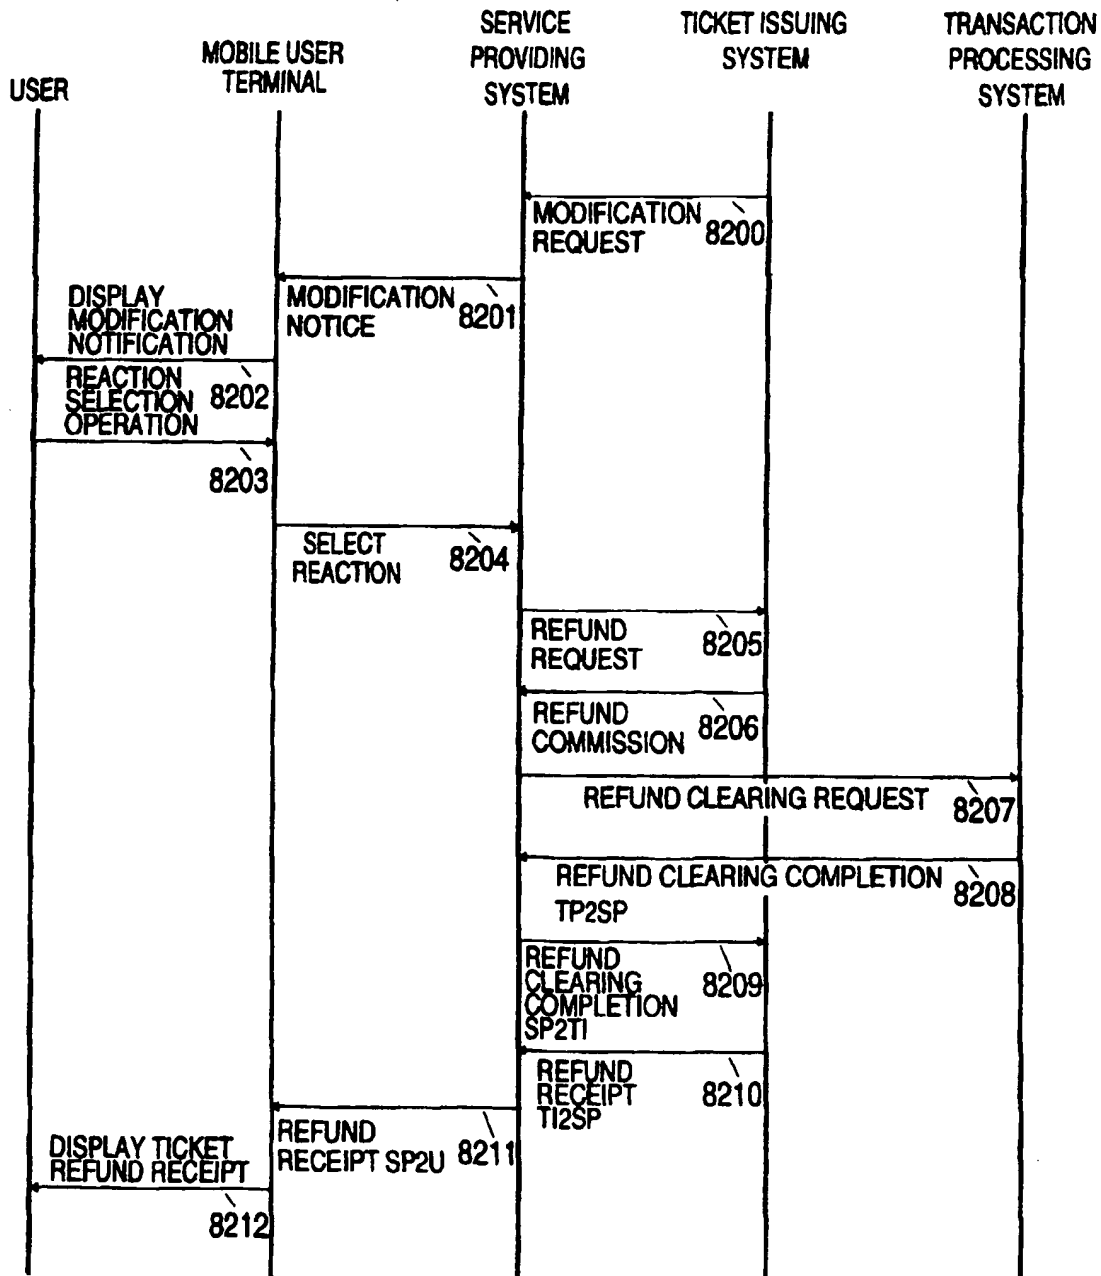 USER
MOBILE USER
TERMINAL
SERVICE
PROVIDING
SYSTEM
TICKET ISSUING
SYSTEM
TRANSACTION
PROCESSING
SYSTEM
MODIFICATION
REQUEST
8200
MODIFICATION
NOTICE
8201
DISPLAY
MODIFICATION
NOTIFICATION
8202
REACTION
SELECTION
OPERATION
8203
SELECT
REACTION
8204
REFUND
REQUEST
8205
REFUND
COMMISSION
8206
REFUND CLEARING REQUEST
8207
REFUND CLEARING COMPLETION
TP2SP
8208
REFUND
CLEARING
COMPLETION
SP2TI
8209
REFUND
RECEIPT
TI2SP
8210
REFUND
RECEIPT SP2U
8211
DISPLAY TICKET
REFUND RECEIPT
8212